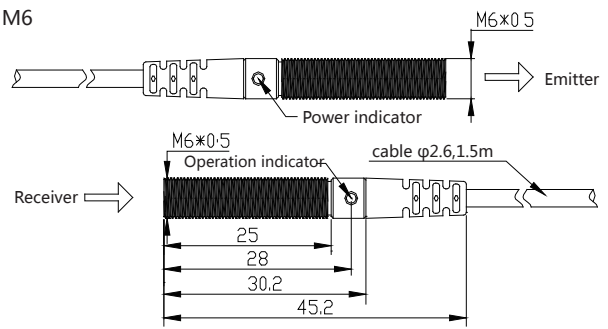 M6
M6*0 5
Emitter
Power indicator
M6*0·5
Operation indicator
cable φ2.6,1.5m
Receiver
25
28
30.2
45.2